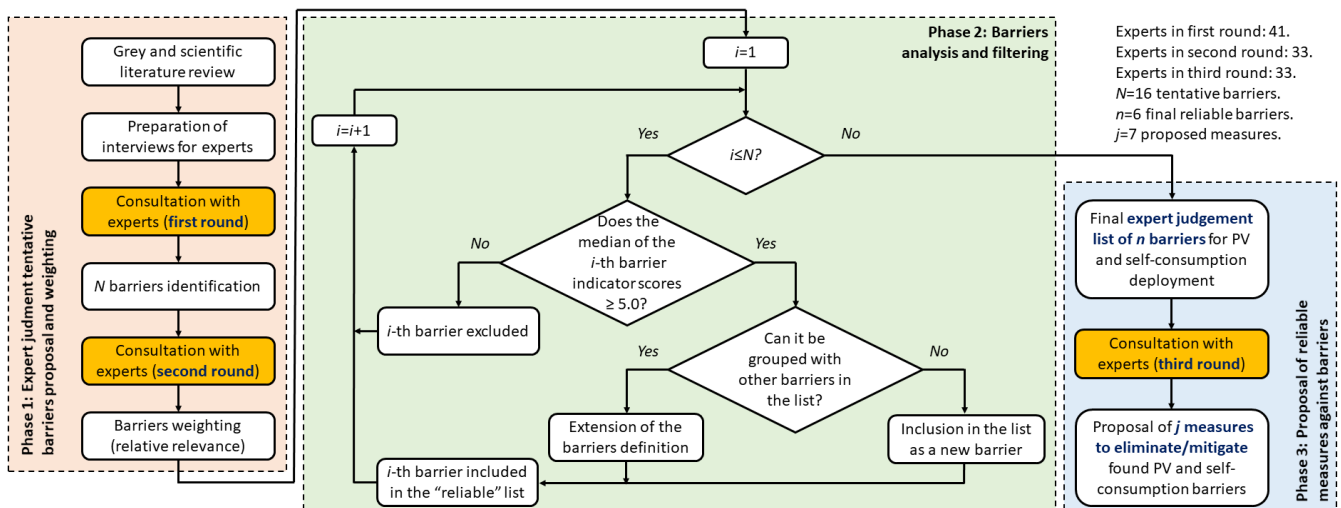 Phase 1: Expert judgment tentative
barriers proposal and weighting
Grey and scientific
literature review
Preparation of
interviews for experts
Consultation with
experts (first round)
N barriers identification
Consultation with
experts (second round)
Barriers weighting
(relative relevance)
Phase 2: Barriers
analysis and filtering
i=1
i=i+1
Yes
No
i≤N?
Does the
median of the
i-th barrier
indicator scores
≥ 5.0?
No
Yes
i-th barrier excluded
Can it be
grouped with
other barriers in
the list?
Yes
No
Extension of the
barriers definition
Inclusion in the list
as a new barrier
i-th barrier included
in the “reliable” list
Experts in first round: 41.
Experts in second round: 33.
Experts in third round: 33.
N=16 tentative barriers.
n=6 final reliable barriers.
j=7 proposed measures.
Final expert judgement
list of n barriers for PV
and self-consumption
deployment
Consultation with
experts (third round)
Proposal of j measures
to eliminate/mitigate
found PV and self-
consumption barriers
Phase 3: Proposal of reliable
measures against barriers